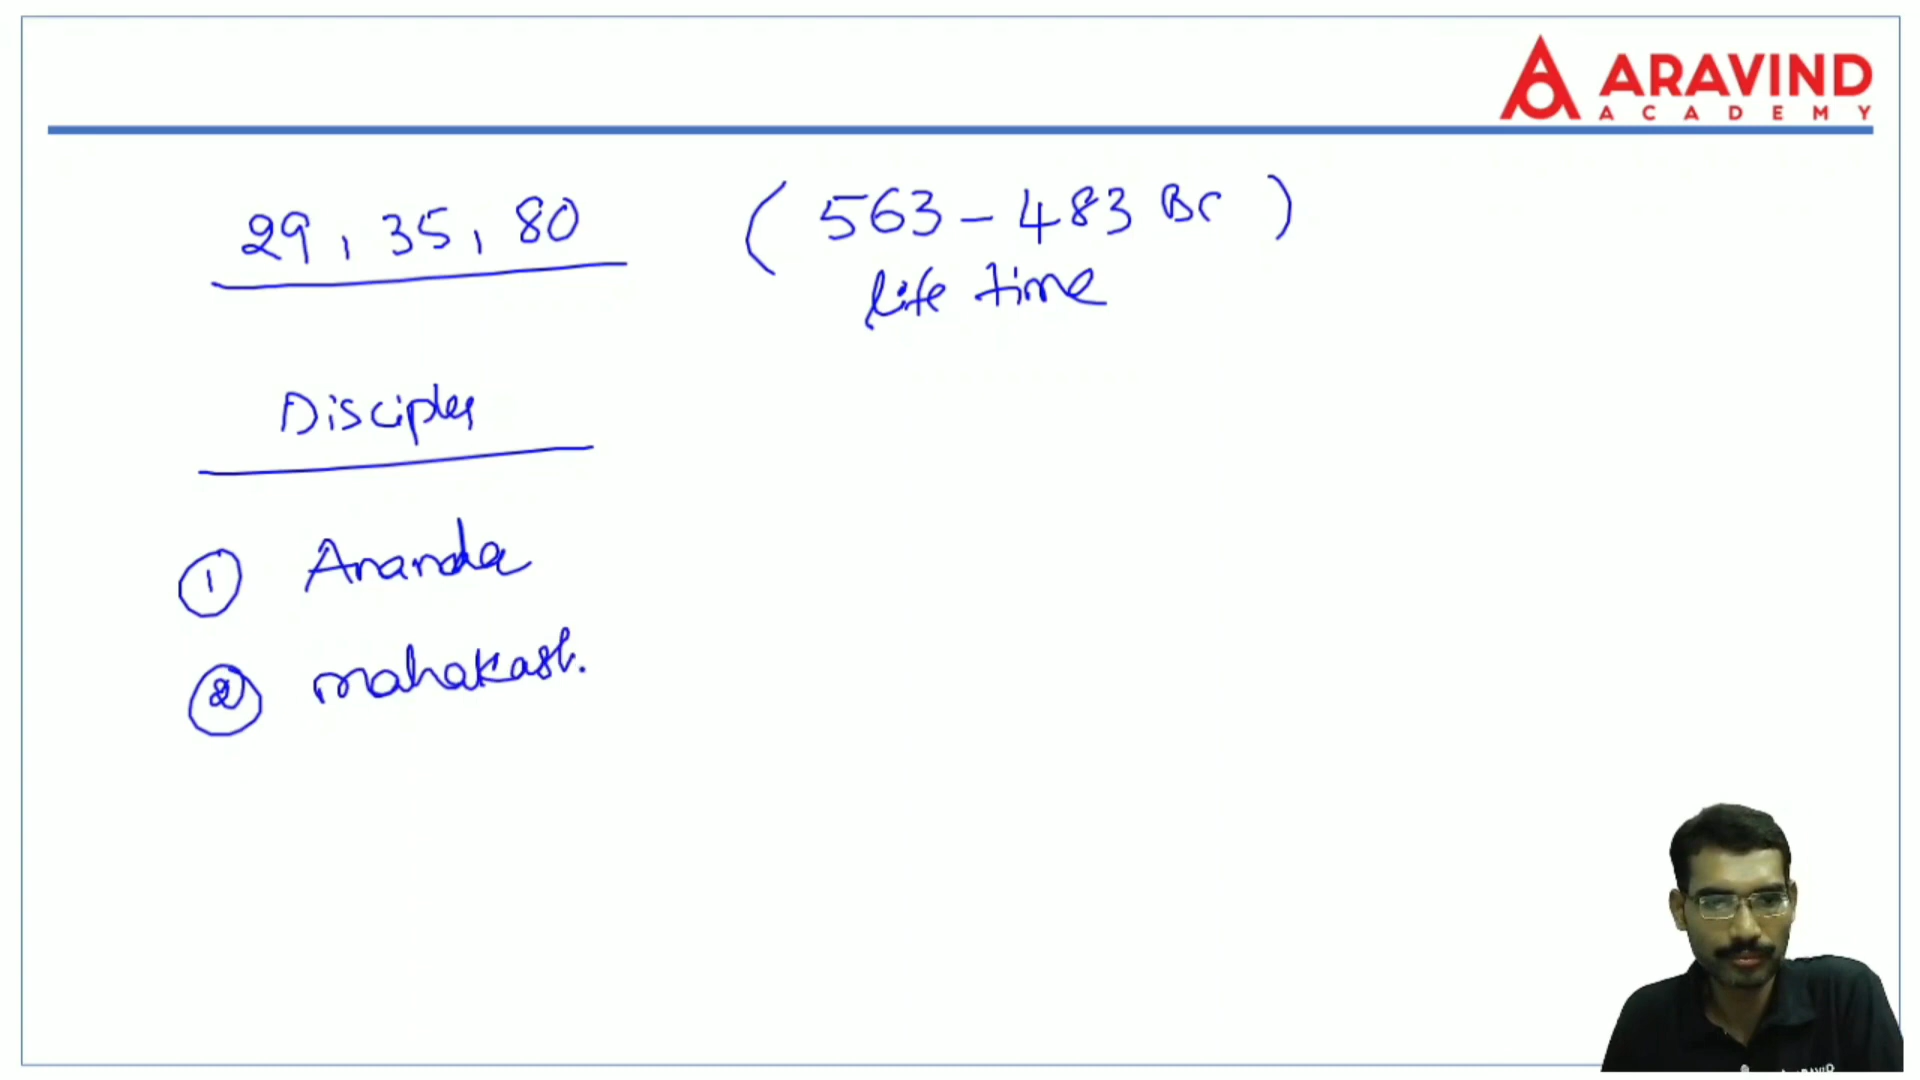 ARAVIND
ACADEMY
29, 35, 80 (563-483 BC)
life time
Disciples
1 Ananda
2 mahakash.